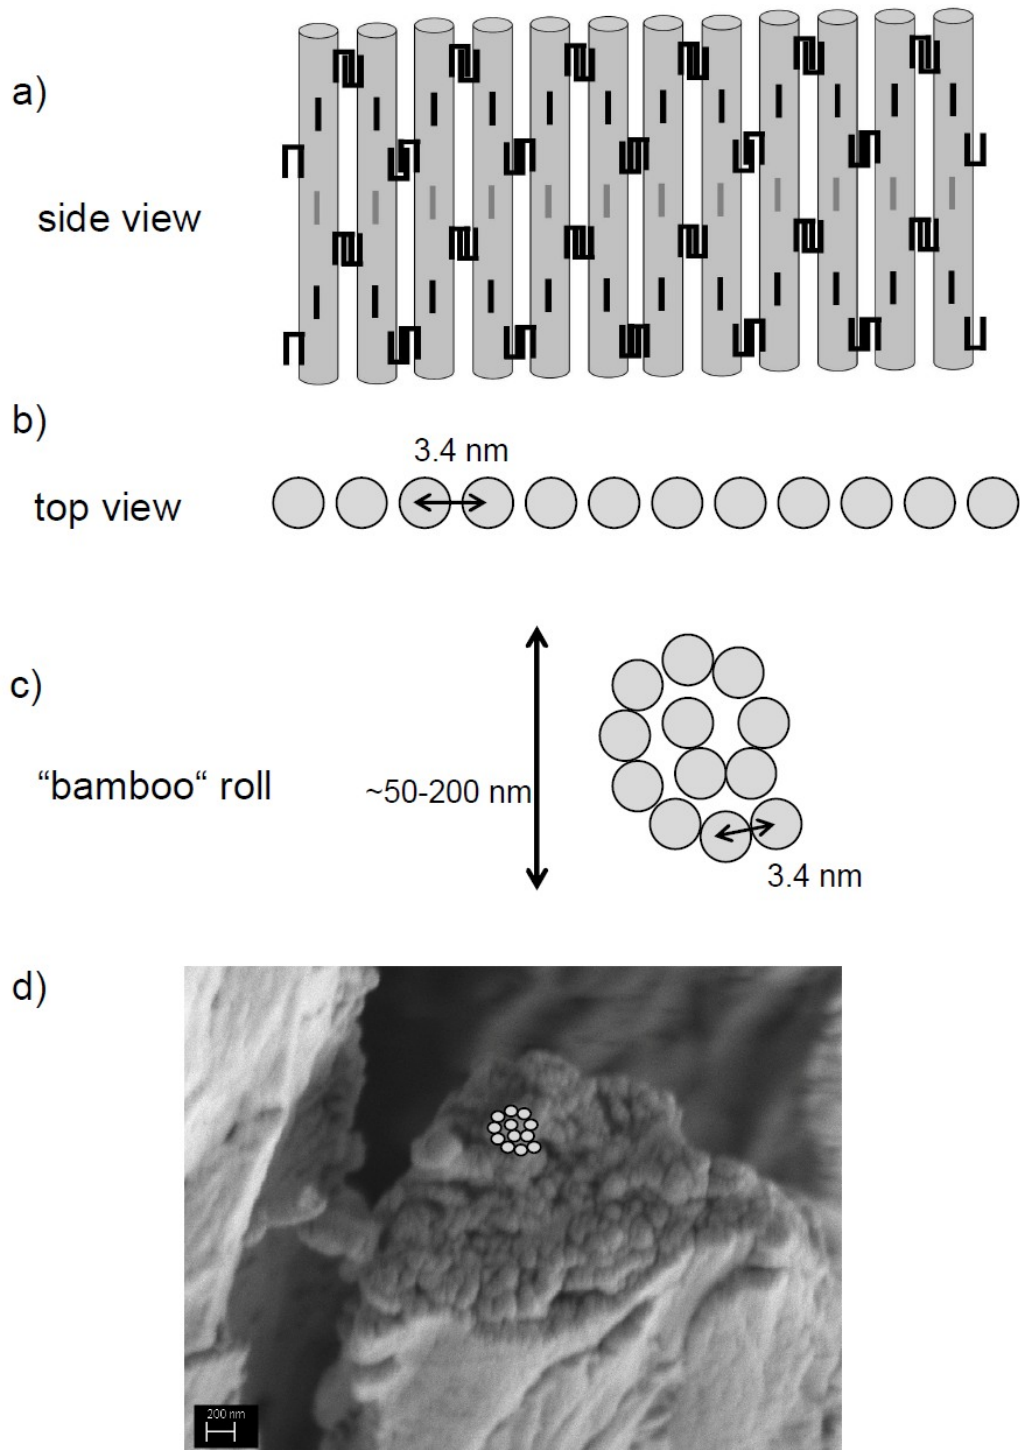 a)
side view
b)
3.4 nm
top view
c)
~50-200 nm
“bamboo“ roll
3.4 nm
d)
200 nm